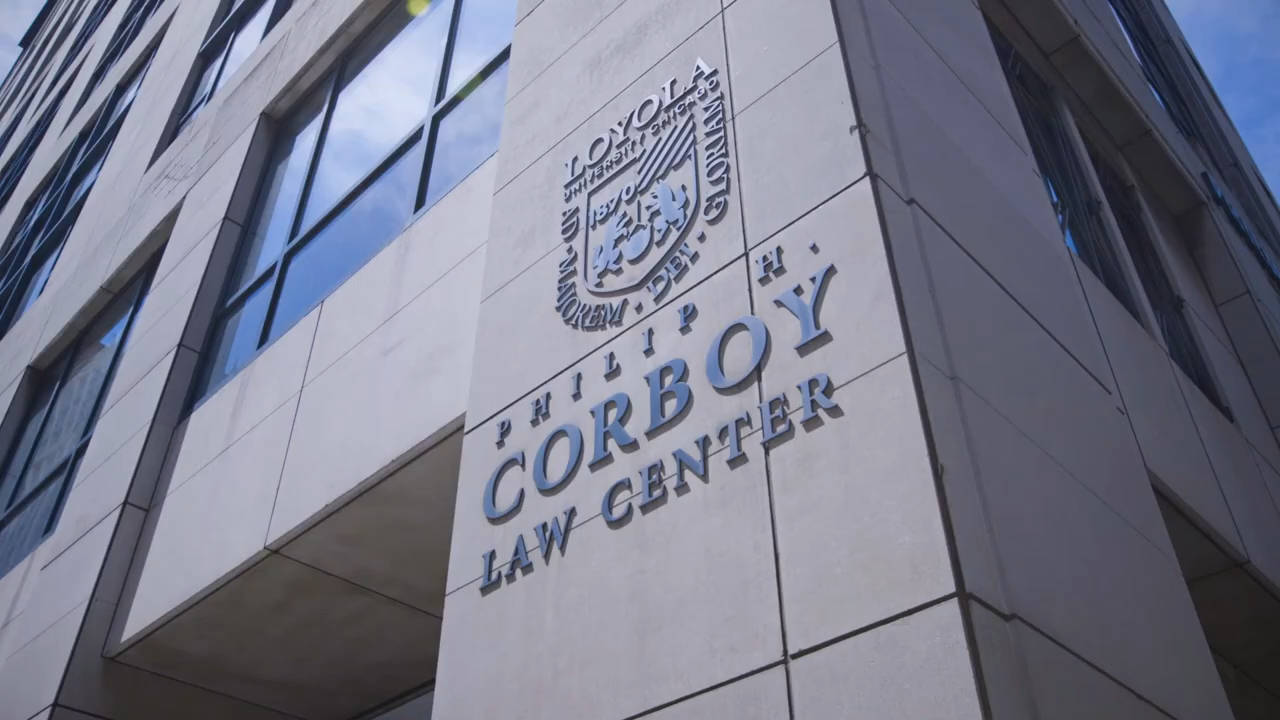 LOYOLA
UNIVERSITY CHICAGO
1870
AD · MAJOREM · DEI · GLORIAM
PHILIP H.
CORBOY
LAW CENTER